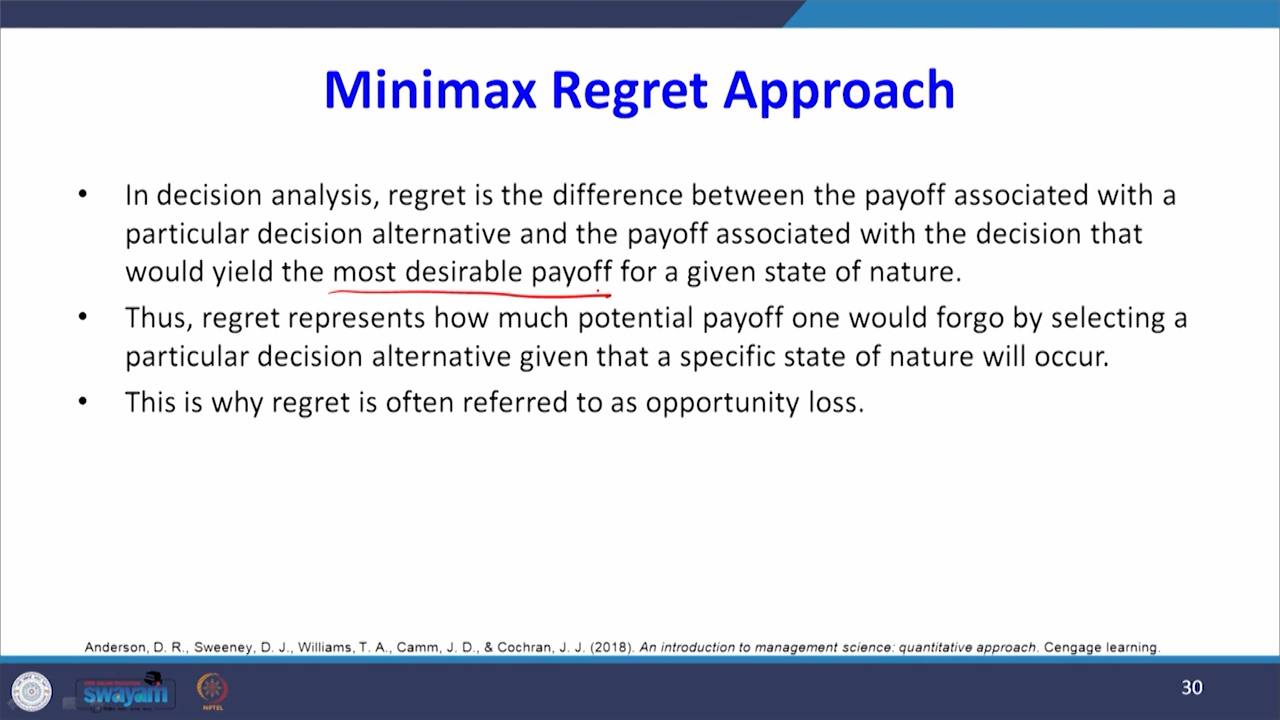 Minimax Regret Approach
• In decision analysis, regret is the difference between the payoff associated with a
particular decision alternative and the payoff associated with the decision that
would yield the most desirable payoff for a given state of nature.
• Thus, regret represents how much potential payoff one would forgo by selecting a
particular decision alternative given that a specific state of nature will occur.
• This is why regret is often referred to as opportunity loss.
Anderson, D. R., Sweeney, D. J., Williams, T. A., Camm, J. D., & Cochran, J. J. (2018). An introduction to management science: quantitative approach. Cengage learning.
swayam
NPTEL
30